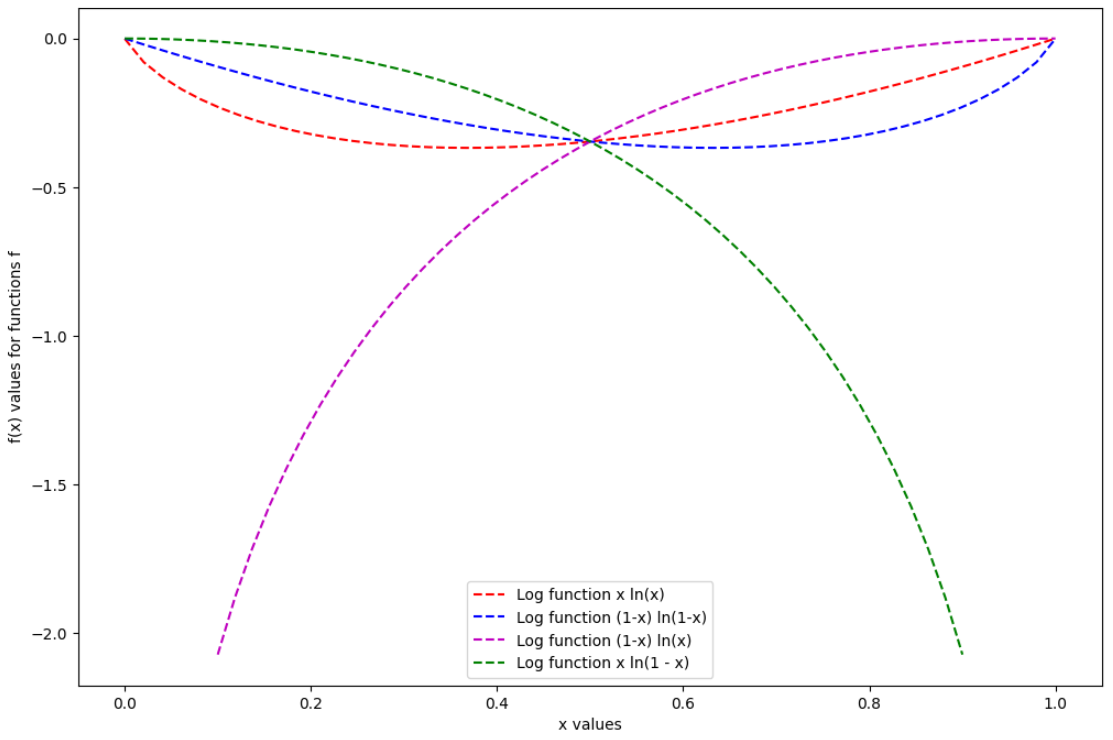 0.0
−0.5
−1.0
−1.5
−2.0
f(x) values for functions f
Log function x ln(x)
Log function (1-x) ln(1-x)
Log function (1-x) ln(x)
Log function x ln(1 - x)
0.0 0.2 0.4 0.6 0.8 1.0
x values